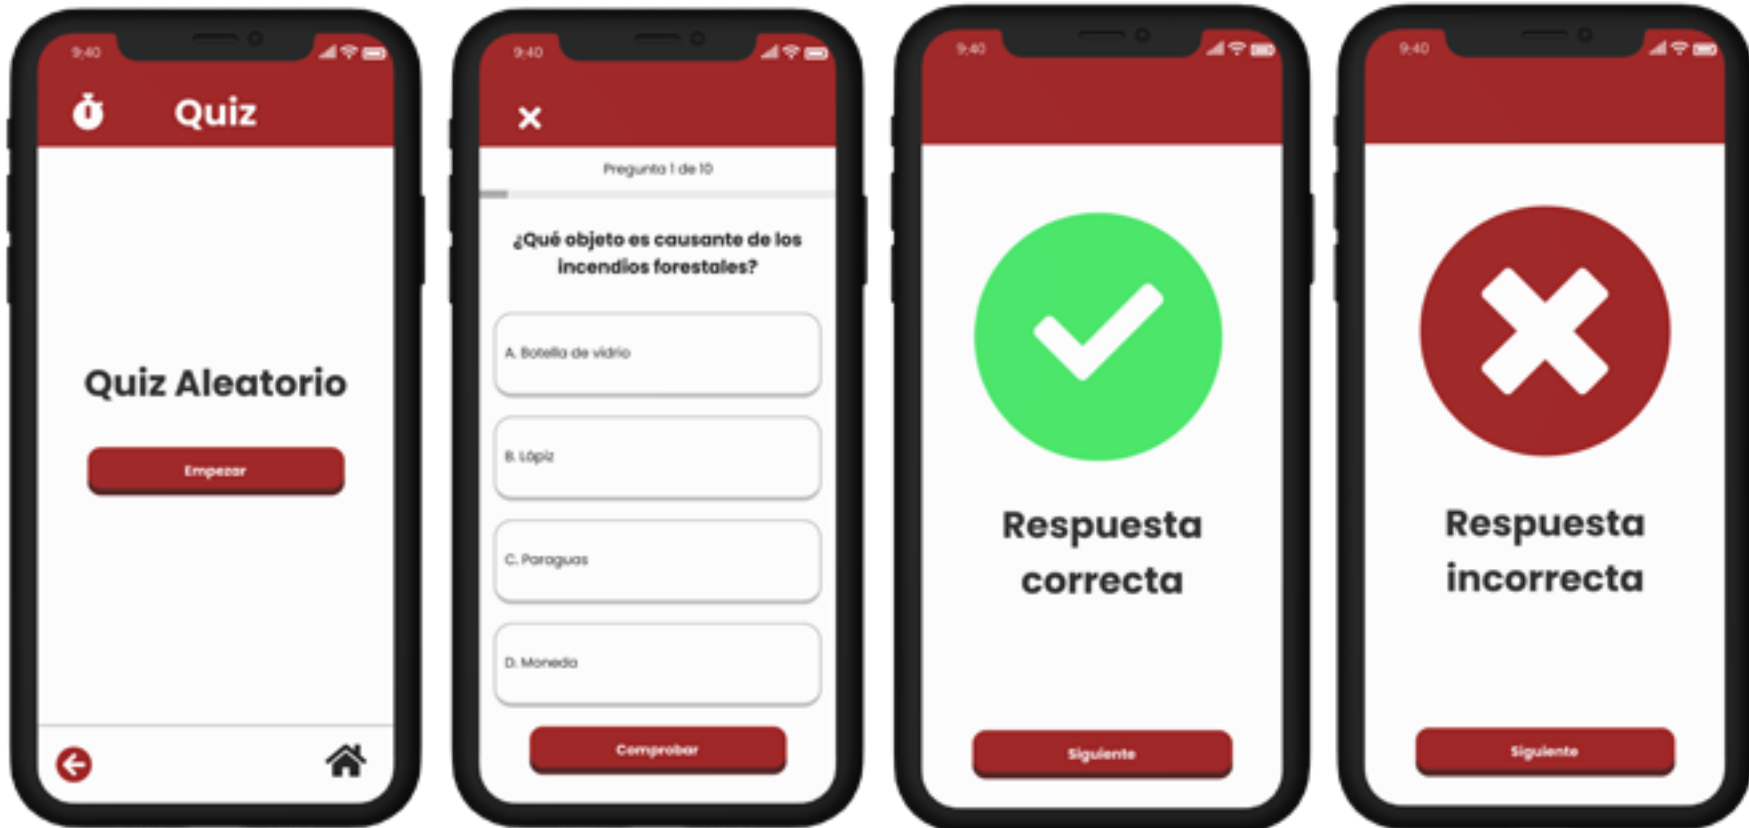 9:40
Quiz
Quiz Aleatorio
Empezar
9:40
Pregunta 1 de 10
¿Qué objeto es causante de los
incendios forestales?
A. Botella de vidrio
B. Lápiz
C. Paraguas
D. Moneda
Comprobar
9:40
Respuesta
correcta
Siguiente
9:40
Respuesta
incorrecta
Siguiente